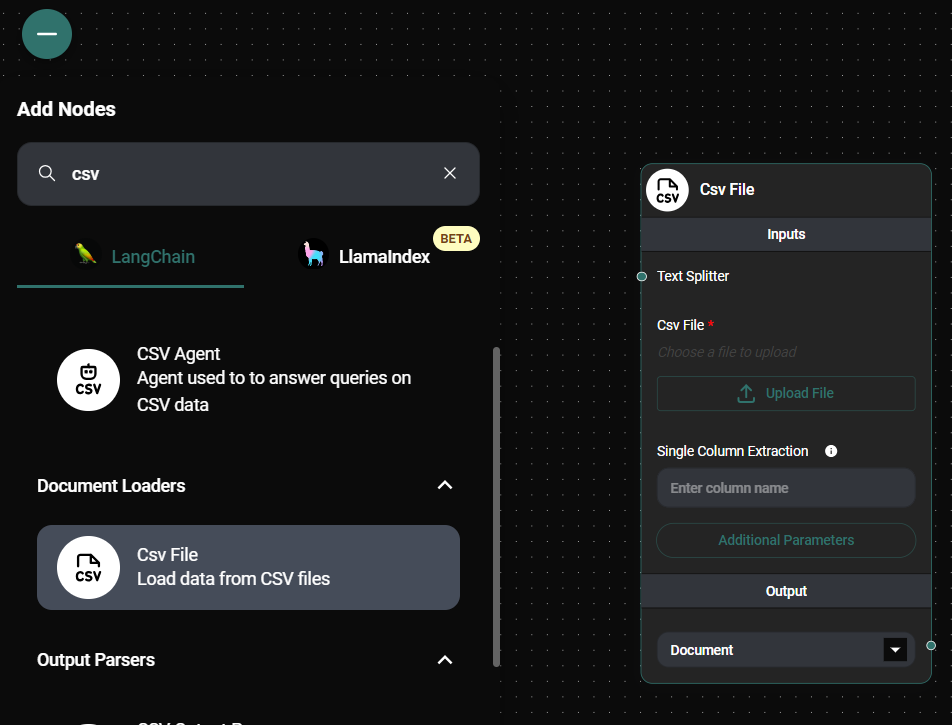 Add Nodes
csv
LangChain
LlamaIndex
BETA
CSV
CSV Agent
Agent used to to answer queries on
CSV data
Document Loaders
CSV
Csv File
Load data from CSV files
Output Parsers
CSV
Csv File
Inputs
Text Splitter
Csv File *
Choose a file to upload
Upload File
Single Column Extraction
Enter column name
Additional Parameters
Output
Document